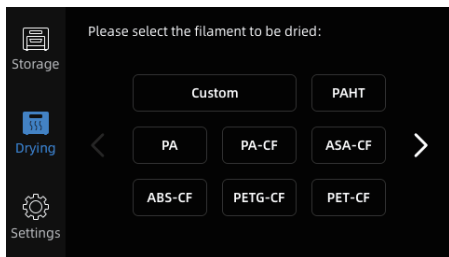 Please select the filament to be dried:
Storage
Custom PAHT
Drying
PA PA-CF ASA-CF
ABS-CF PETG-CF PET-CF
Settings